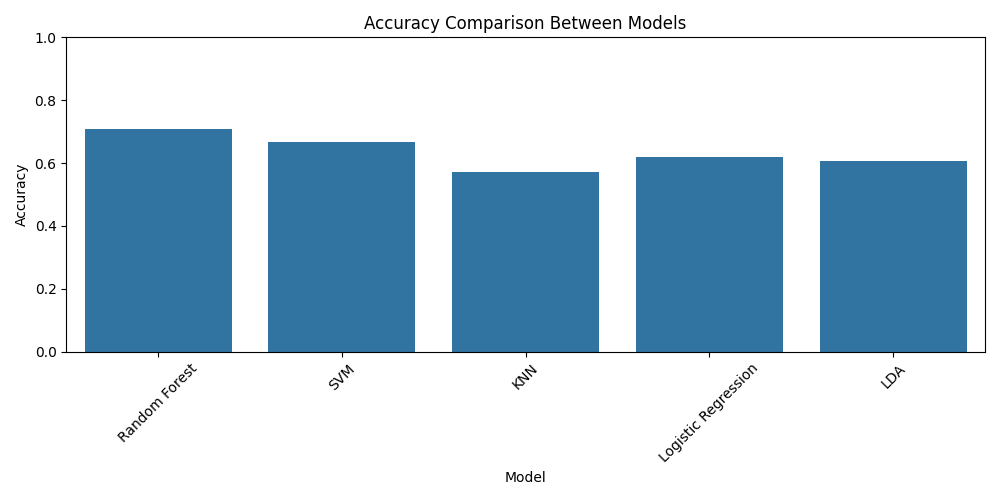 Accuracy Comparison Between Models
1.0
0.8
0.6
0.4
0.2
0.0
Accuracy
Random Forest
SVM
KNN
Logistic Regression
LDA
Model